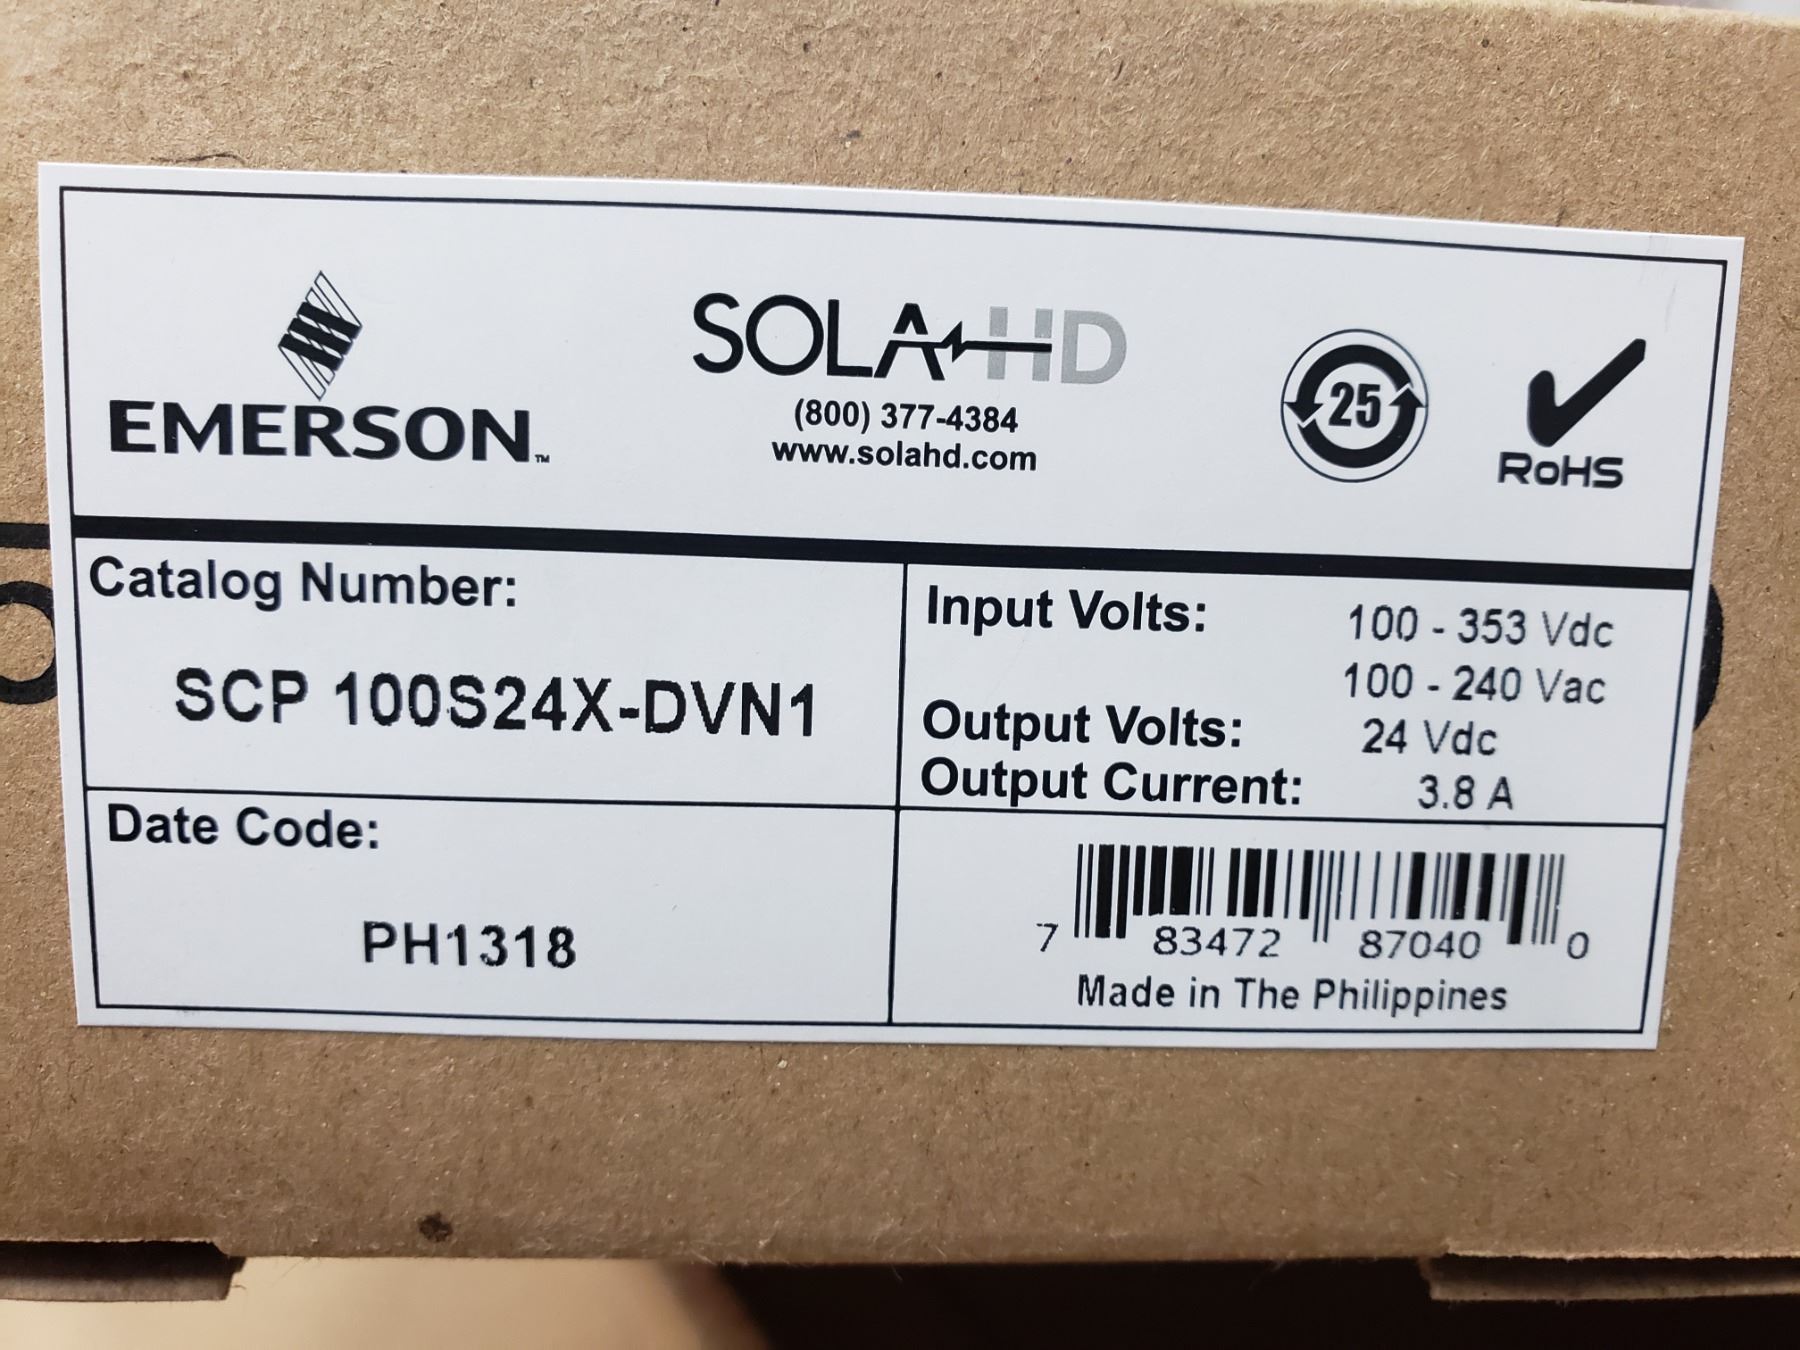 EMERSON™
SOLA HD
(800) 377-4384
www.solahd.com
25
RoHS
Catalog Number:
SCP 100S24X-DVN1
Input Volts: 100 - 353 Vdc
100 - 240 Vac
Output Volts: 24 Vdc
Output Current: 3.8 A
Date Code:
PH1318
7 83472 87040 0
Made in The Philippines